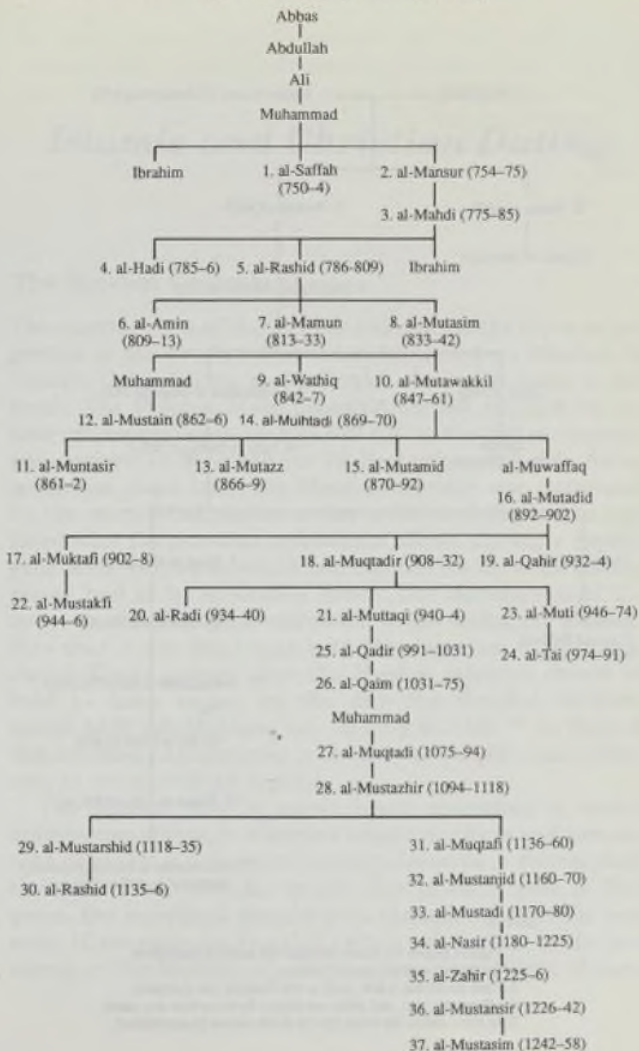 Abbas
Abdullah
Ali
Muhammad
Ibrahim 1. al-Saffah 2. al-Mansur (754–75)
(750–4)
3. al-Mahdi (775–85)
4. al-Hadi (785–6) 5. al-Rashid (786-809) Ibrahim
6. al-Amin 7. al-Mamun 8. al-Mutasim
(809–13) (813–33) (833–42)
Muhammad 9. al-Wathiq 10. al-Mutawakkil
(842–7) (847–61)
12. al-Mustain (862–6) 14. al-Muihtadi (869–70)
11. al-Muntasir 13. al-Mutazz 15. al-Mutamid al-Muwaffaq
(861–2) (866–9) (870–92)
16. al-Mutadid
(892–902)
17. al-Muktafi (902–8) 18. al-Muqtadir (908–32) 19. al-Qahir (932–4)
22. al-Mustakfi 20. al-Radi (934–40) 21. al-Muttaqi (940–4) 23. al-Muti (946–74)
(944–6)
25. al-Qadir (991–1031) 24. al-Tai (974–91)
26. al-Qaim (1031–75)
Muhammad
27. al-Muqtadi (1075–94)
28. al-Mustazhir (1094–1118)
29. al-Mustarshid (1118–35) 31. al-Muqtafi (1136–60)
30. al-Rashid (1135–6) 32. al-Mustanjid (1160–70)
33. al-Mustadi (1170–80)
34. al-Nasir (1180–1225)
35. al-Zahir (1225–6)
36. al-Mustansir (1226–42)
37. al-Mustasim (1242–58)